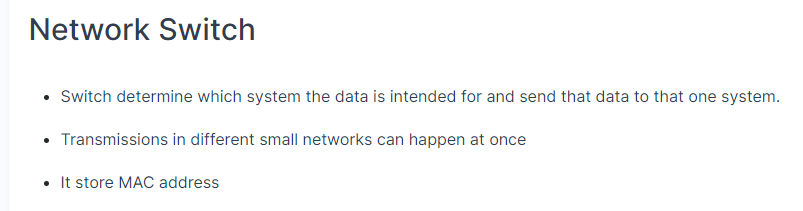 Network Switch
• Switch determine which system the data is intended for and send that data to that one system.
• Transmissions in different small networks can happen at once
• It store MAC address